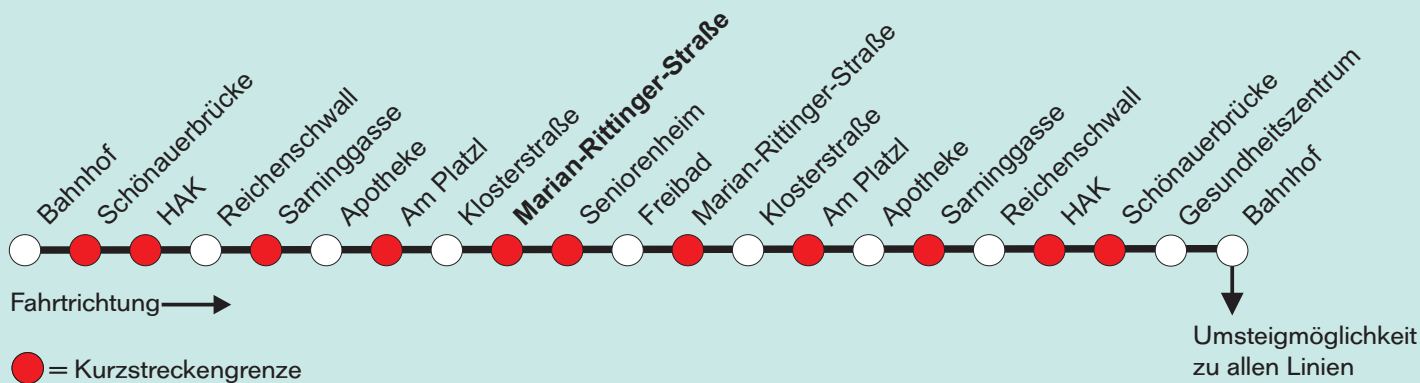 Bahnhof
Schönauerbrücke
HAK
Reichenschwall
Sarninggasse
Apotheke
Am Platzl
Klosterstraße
Marian-Rittinger-Straße
Seniorenheim
Freibad
Marian-Rittinger-Straße
Klosterstraße
Am Platzl
Apotheke
Sarninggasse
Reichenschwall
HAK
Schönauerbrücke
Gesundheitszentrum
Bahnhof
Fahrtrichtung
= Kurzstreckengrenze
Umsteigmöglichkeit
zu allen Linien